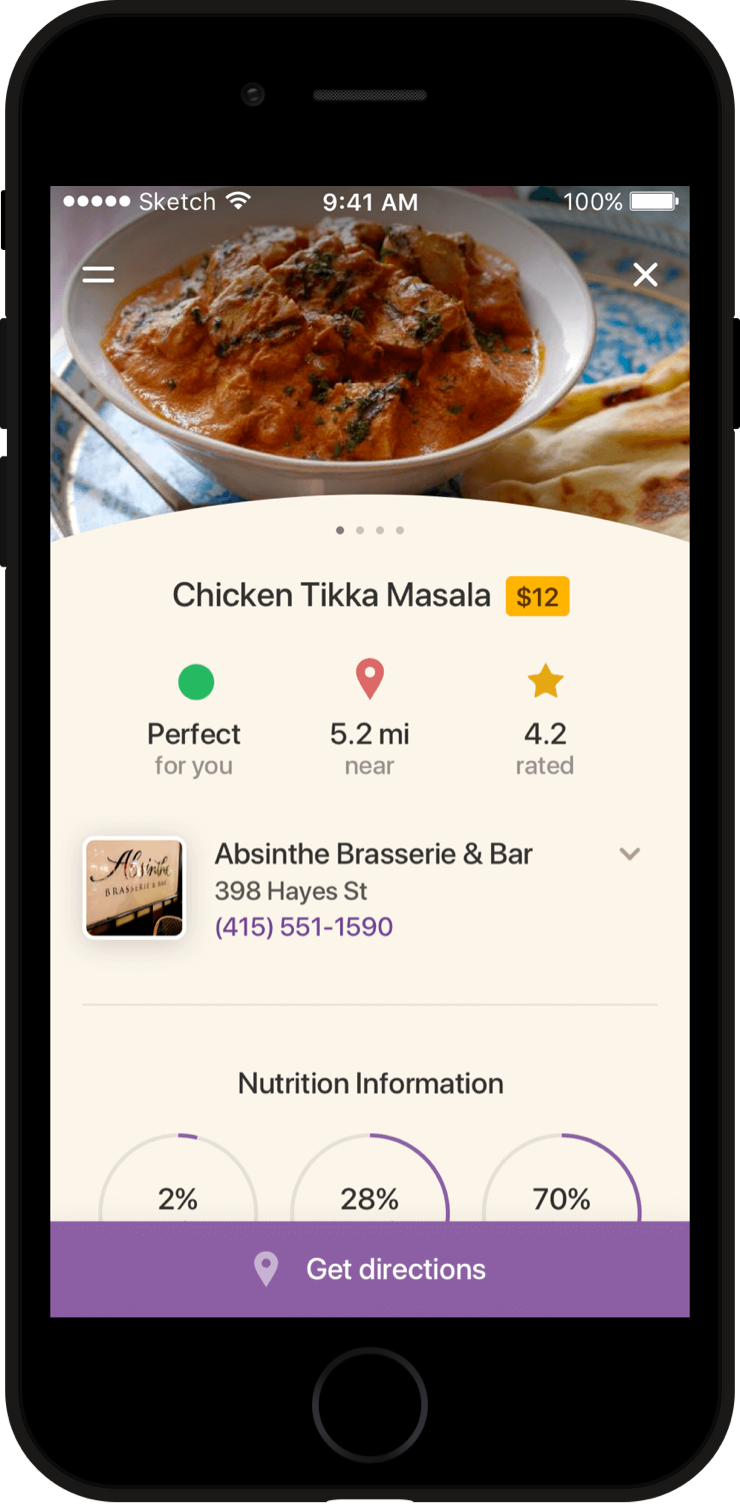 Sketch 9:41 AM 100%
Chicken Tikka Masala $12
Perfect 5.2 mi 4.2
for you near rated
Absinthe
BRASSERIE & BAR
Absinthe Brasserie & Bar
398 Hayes St
(415) 551-1590
Nutrition Information
2% 28% 70%
Get directions